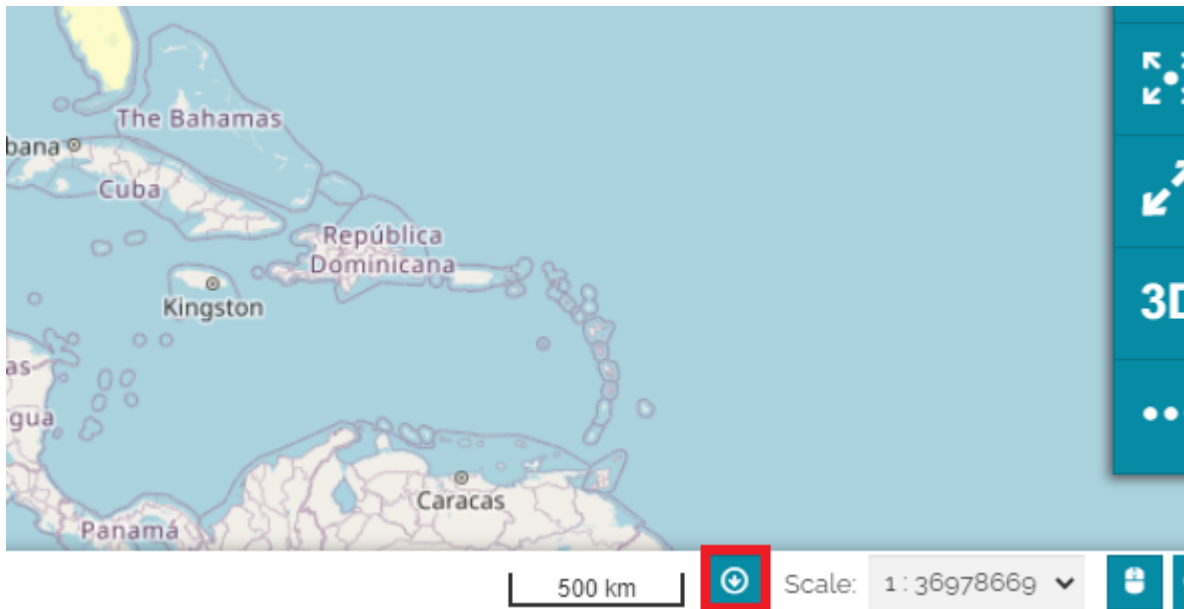 The Bahamas
bana
Cuba
República
Dominicana
Kingston
3D
as
gua
Caracas
Panamá
500 km
Scale: 1 : 36978669